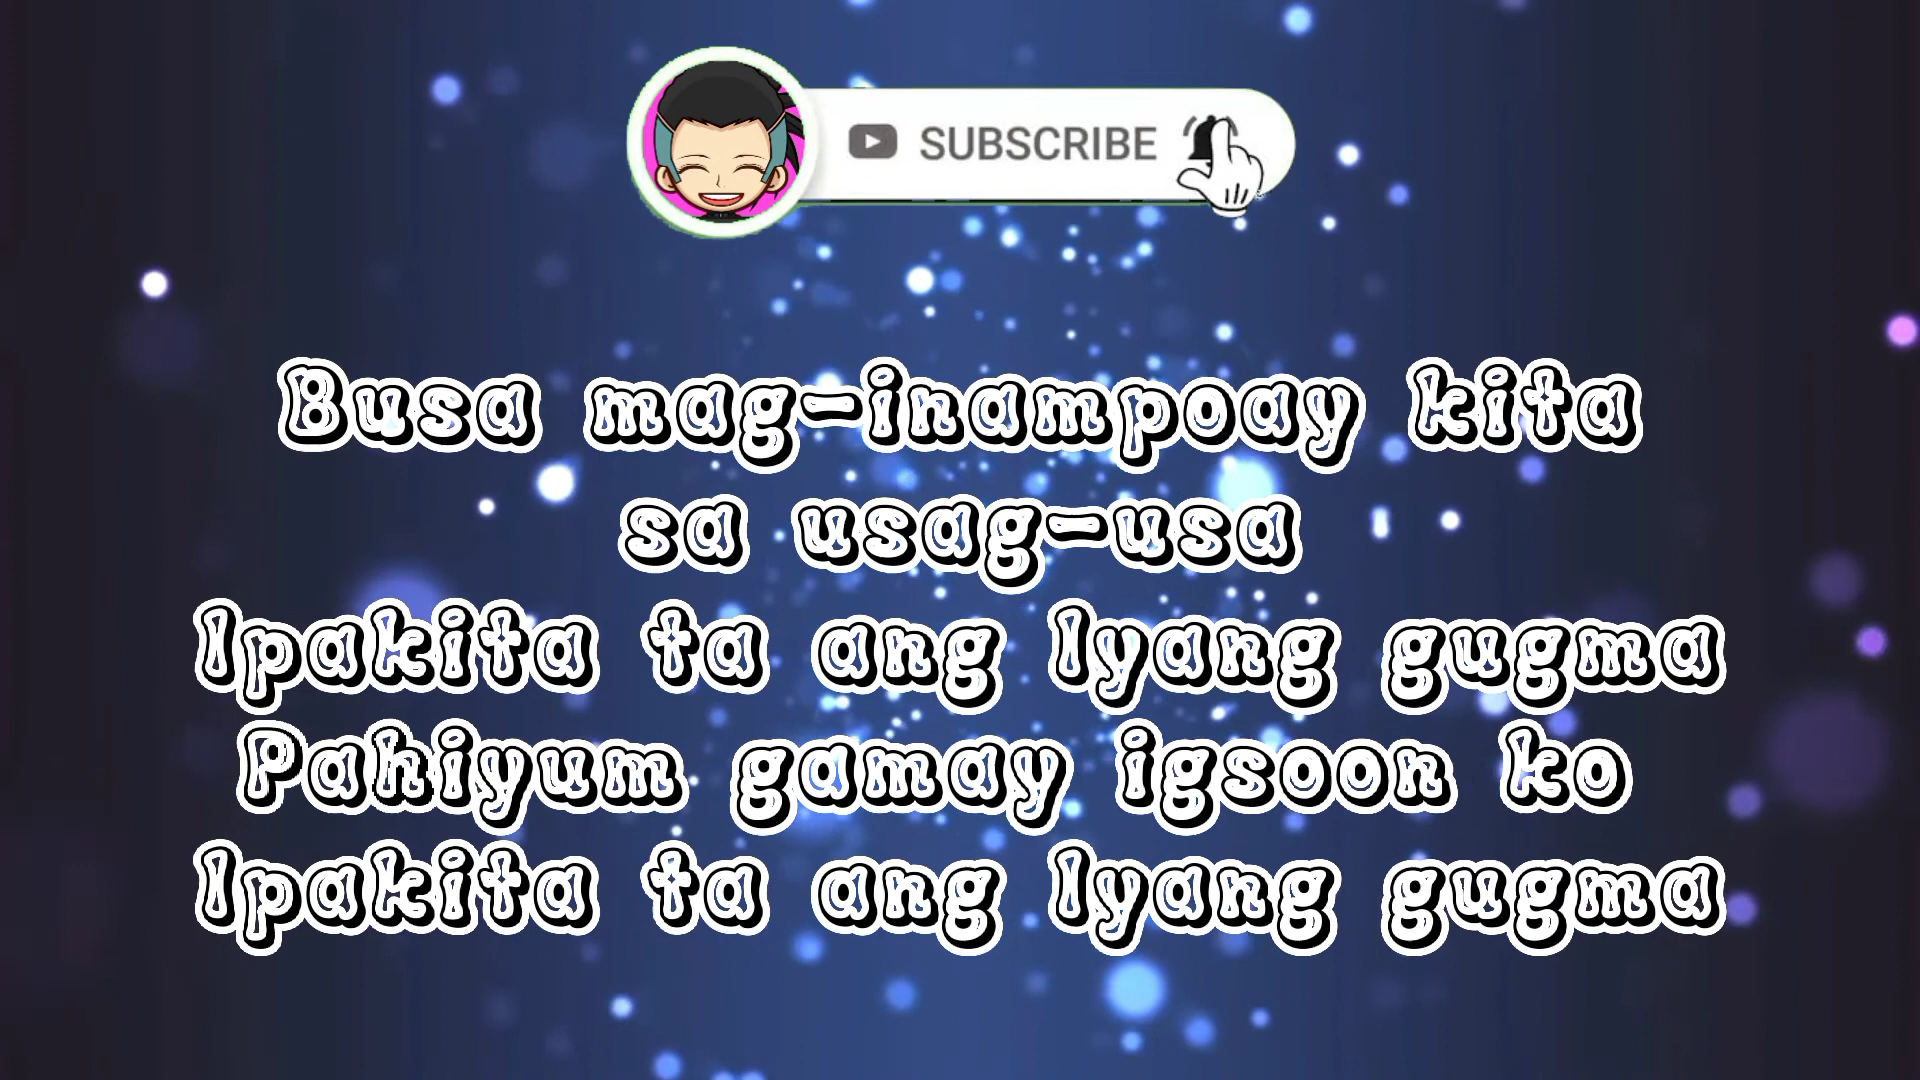 SUBSCRIBE
Busa mag-inampoay kita
sa usag-usa
Ipakita ta ang Iyang gugma
Pahiyum gamay igsoon ko
Ipakita ta ang Iyang gugma